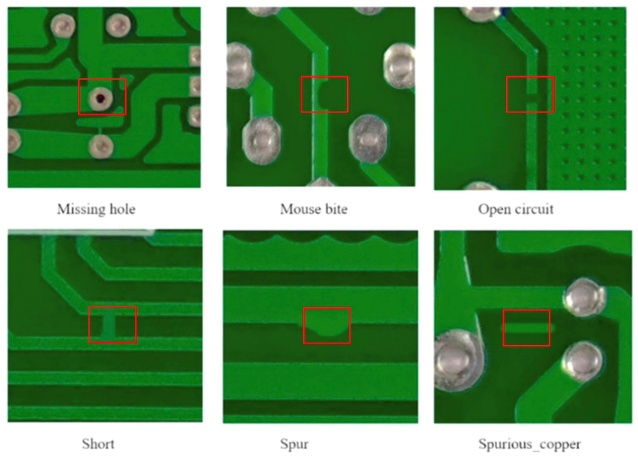 Missing hole
Mouse bite
Open circuit
Short
Spur
Spurious_copper